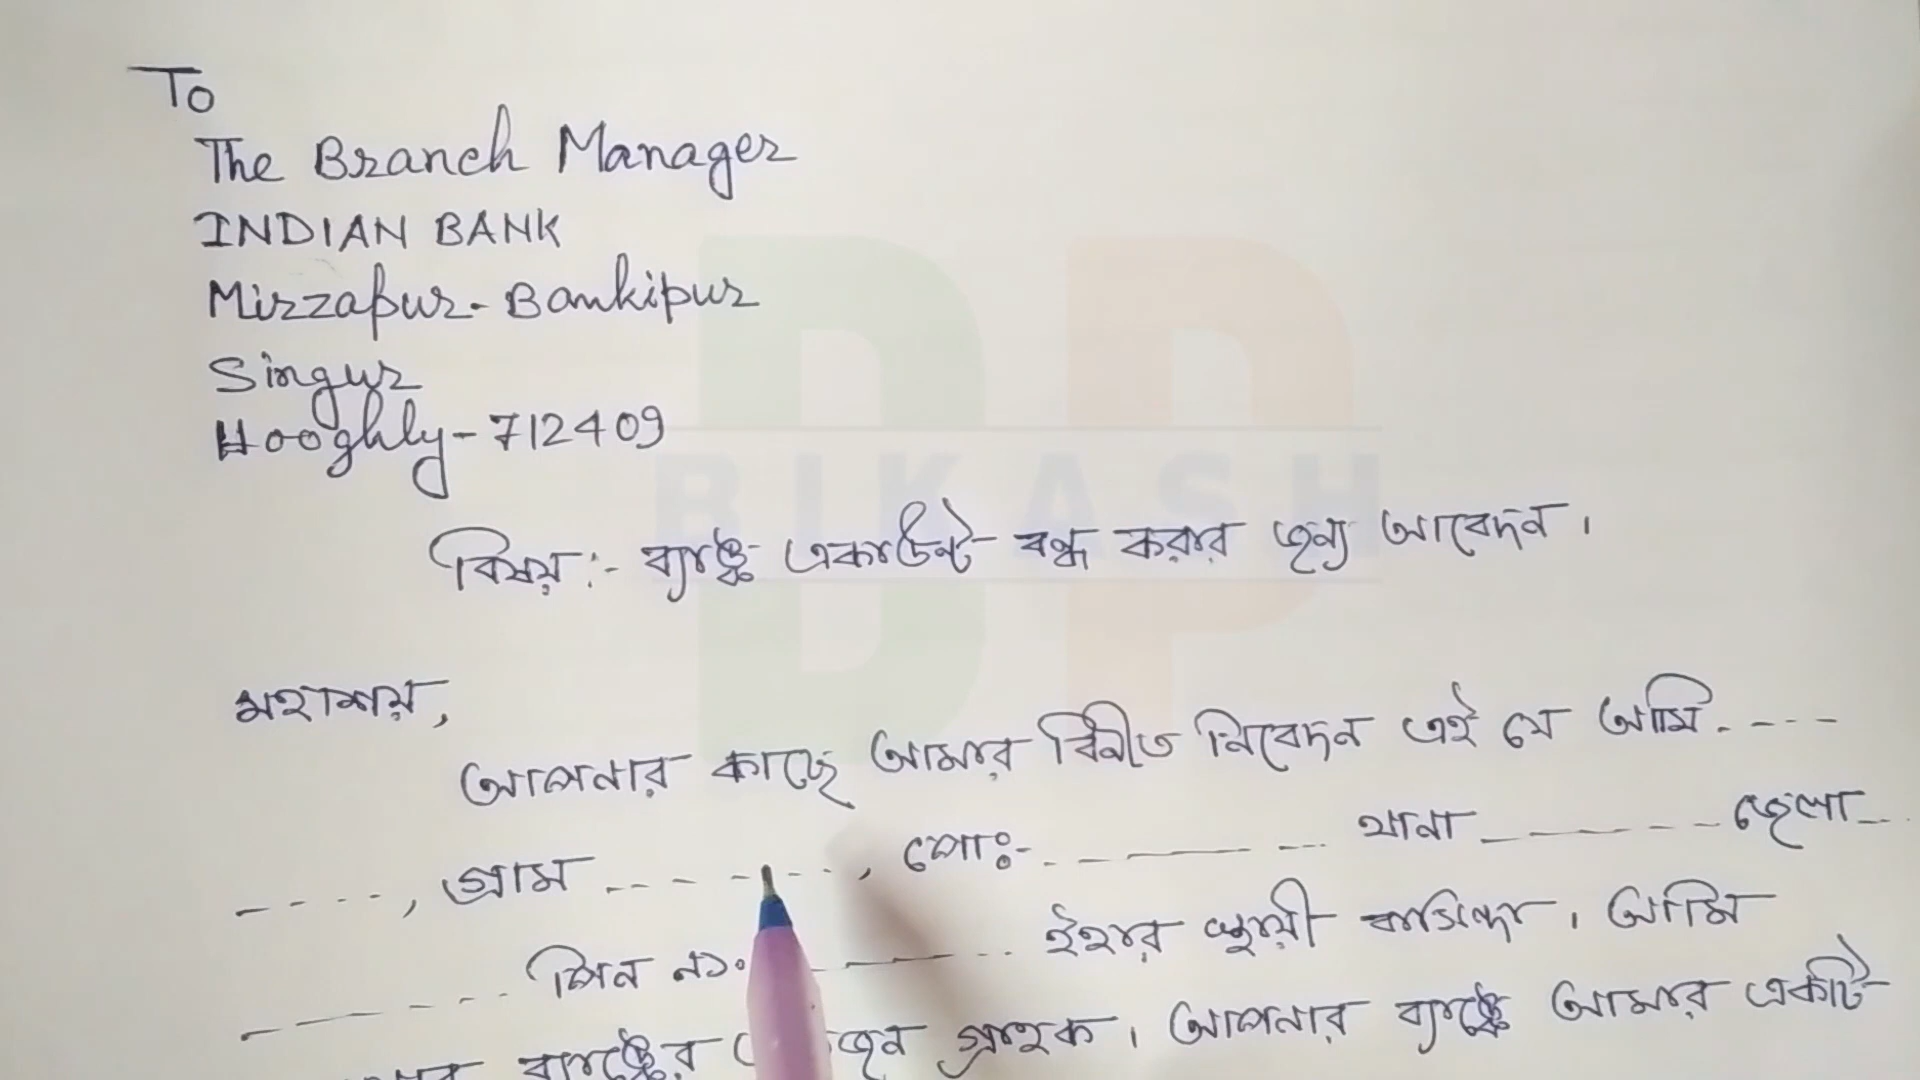 To
The Branch Manager
INDIAN BANK
Mirzapur-Bankipur
Singur
Hooghly-712409
BIKASH
বিষয়:- ব্যাঙ্ক একাউন্ট বন্ধ করার জন্য আবেদন।
মহাশয়,
আপনার কাছে আমার বিনীত নিবেদন এই যে আমি.----
----, গ্রাম --------, পোঃ- -------- থানা ------- জেলা---
------- পিন নং ------- ইহার স্থায়ী বাসিন্দা। আমি
ব্যাঙ্কের গ্রাহক। আপনার ব্যাঙ্কে আমার একটি